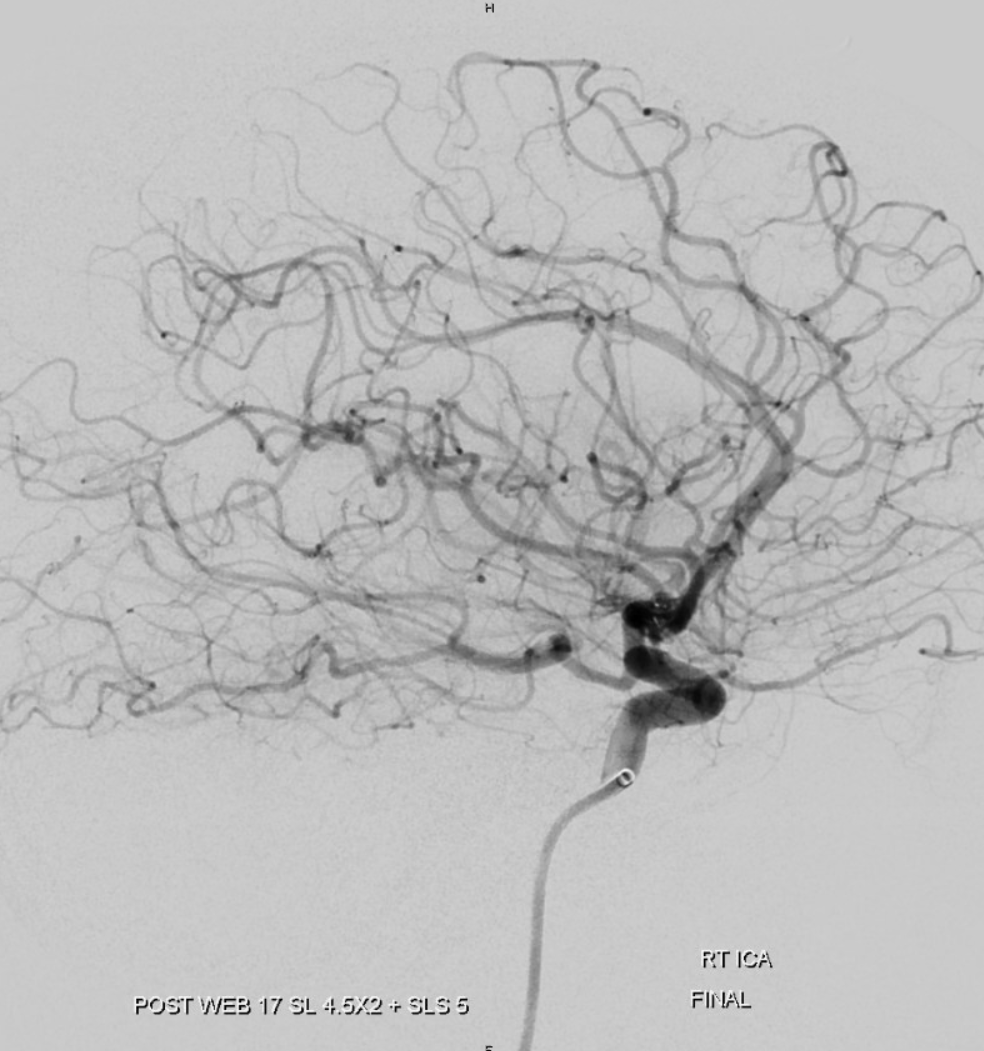 H
RT ICA
POST WEB 17 SL 4.5X2 + SLS 5
FINAL